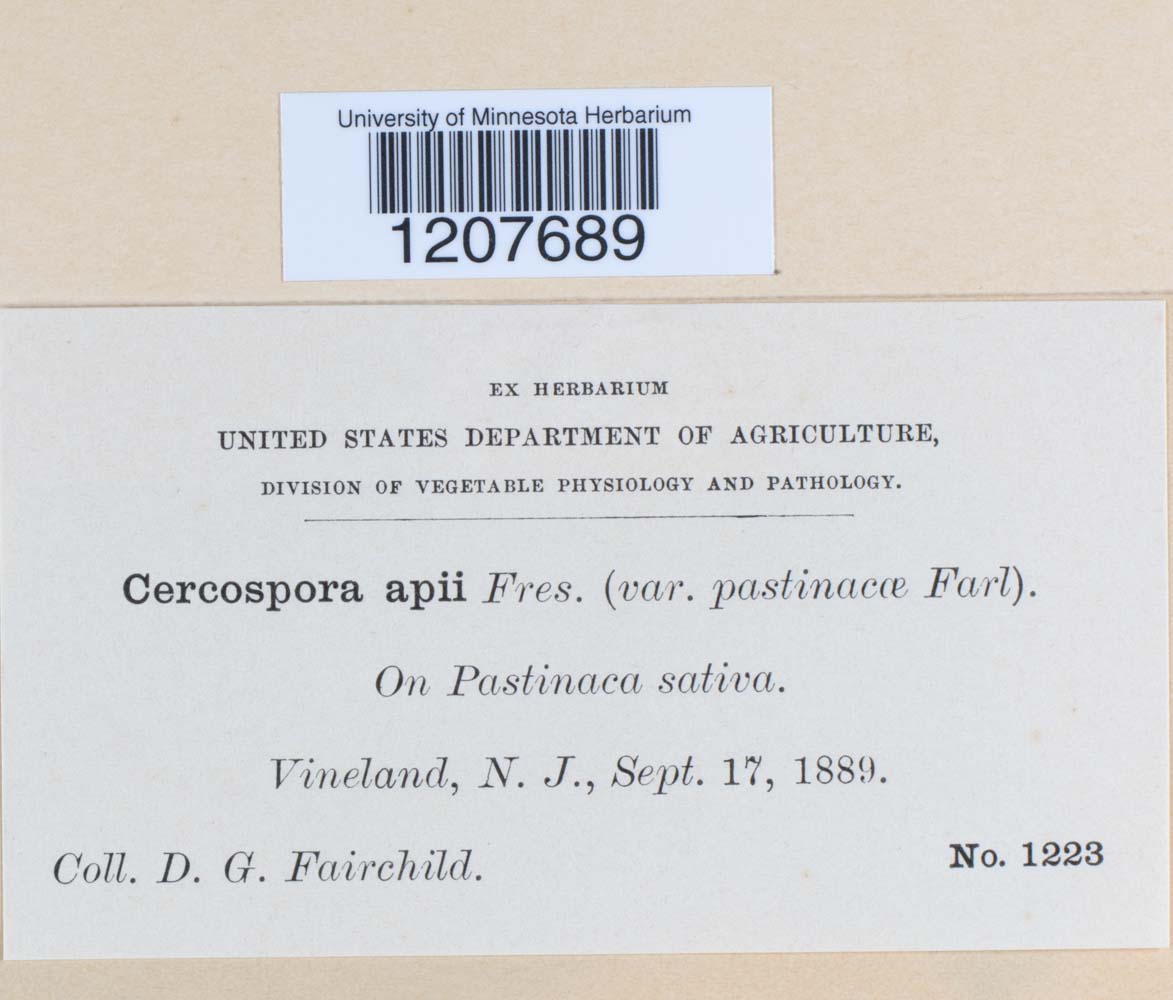 University of Minnesota Herbarium
1207689
EX HERBARIUM
UNITED STATES DEPARTMENT OF AGRICULTURE,
DIVISION OF VEGETABLE PHYSIOLOGY AND PATHOLOGY.
Cercospora apii Fres. (var. pastinacæ Farl).
On Pastinaca sativa.
Vineland, N. J., Sept. 17, 1889.
Coll. D. G. Fairchild.
No. 1223